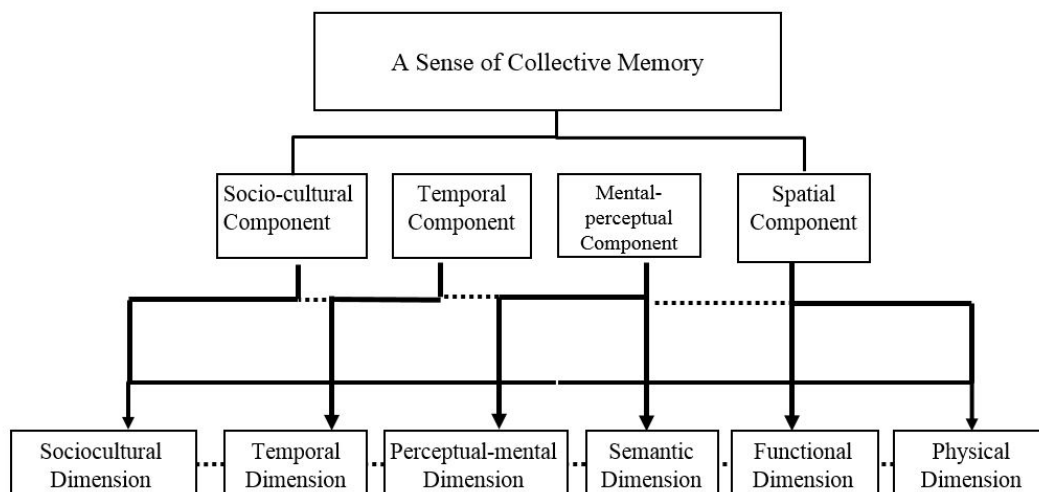 A Sense of Collective Memory
Socio-cultural
Component
Temporal
Component
Mental-
perceptual
Component
Spatial
Component
Sociocultural
Dimension
Temporal
Dimension
Perceptual-mental
Dimension
Semantic
Dimension
Functional
Dimension
Physical
Dimension